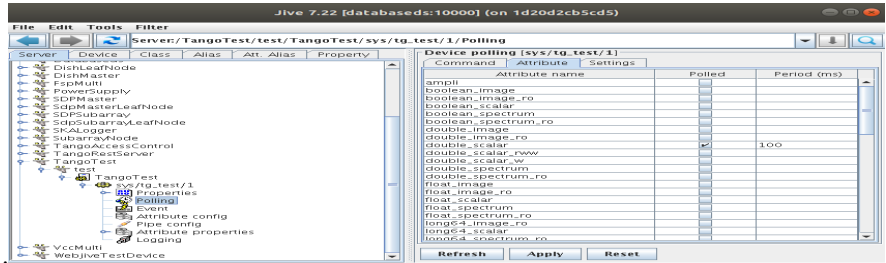 Jive 7.22 [databaseds:10000] (on 1d20d2cb5cd5)
File Edit Tools Filter
Server:/TangoTest/test/TangoTest/sys/tg_test/1/Polling
Server Device Class Alias Att. Alias Property
DishLeafNode
DishMaster
FspMulti
PowerSupply
SDPMaster
SdpMasterLeafNode
SDPSubarray
SdpSubarrayLeafNode
SKALogger
SubarrayNode
TangoAccessControl
TangoRestServer
TangoTest
test
TangoTest
sys/tg_test/1
Properties
Polling
Event
Attribute config
Pipe config
Attribute properties
Logging
VccMulti
WebjiveTestDevice
Device polling [sys/tg_test/1]
Command Attribute Settings
Attribute name Polled Period (ms)
ampli
boolean_image
boolean_image_ro
boolean_scalar
boolean_spectrum
boolean_spectrum_ro
double_image
double_image_ro
double_scalar 100
double_scalar_rww
double_scalar_w
double_spectrum
double_spectrum_ro
float_image
float_image_ro
float_scalar
float_spectrum
float_spectrum_ro
long64_image_ro
long64_scalar
long64_spectrum_ro
Refresh Apply Reset